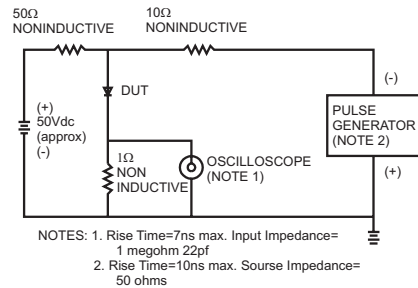 50Ω
NONINDUCTIVE
10Ω
NONINDUCTIVE
DUT
(+)
50Vdc
(approx)
(-)
1Ω
NON
INDUCTIVE
OSCILLOSCOPE
(NOTE 1)
(-)
PULSE
GENERATOR
(NOTE 2)
(+)
NOTES: 1. Rise Time=7ns max. Input Impedance=
1 megohm 22pf
2. Rise Time=10ns max. Sourse Impedance=
50 ohms